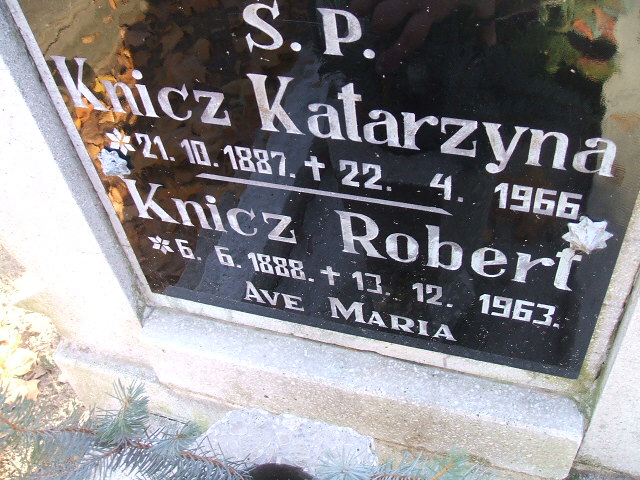 S. P.
Knicz Katarzyna
* 21. 10. 1887. + 22. 4. 1966
Knicz Robert
* 6. 6. 1888. + 13. 12. 1963.
AVE MARIA